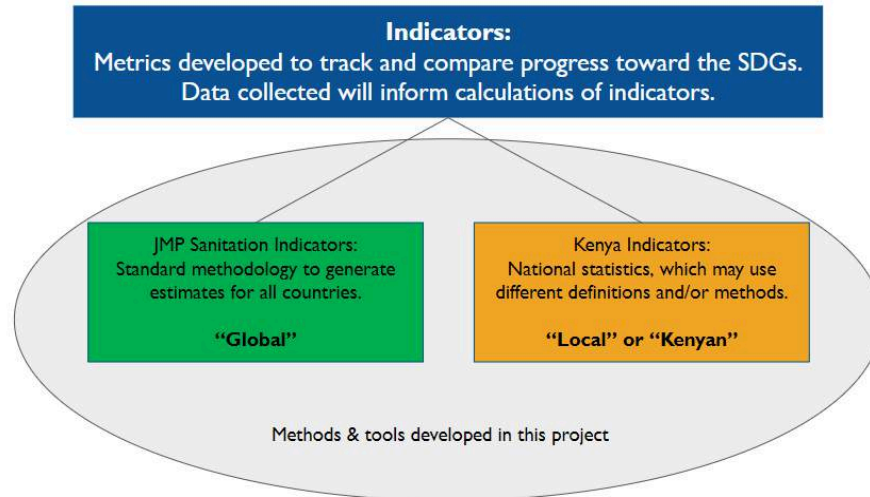 Indicators:
Metrics developed to track and compare progress toward the SDGs.
Data collected will inform calculations of indicators.
JMP Sanitation Indicators:
Standard methodology to generate
estimates for all countries.
“Global”
Kenya Indicators:
National statistics, which may use
different definitions and/or methods.
“Local” or “Kenyan”
Methods & tools developed in this project